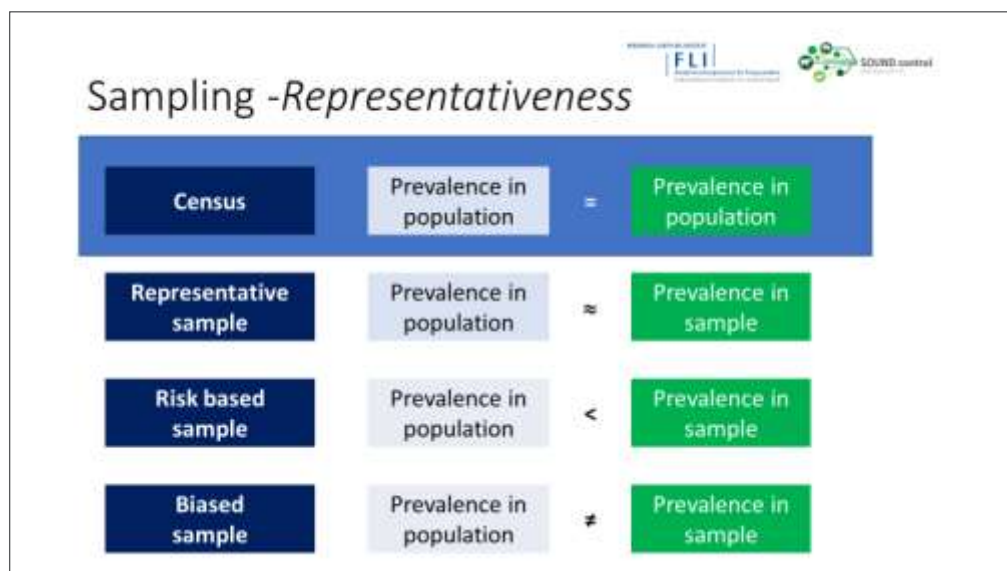 FLI
SOUND control
Sampling -Representativeness
Census
Prevalence in
population
=
Prevalence in
population
Representative
sample
Prevalence in
population
≈
Prevalence in
sample
Risk based
sample
Prevalence in
population
<
Prevalence in
sample
Biased
sample
Prevalence in
population
≠
Prevalence in
sample